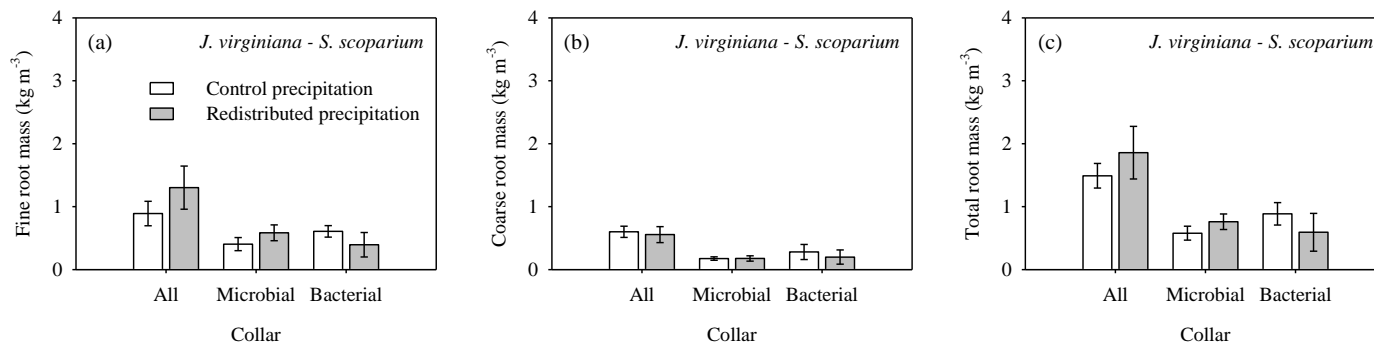 (a)
J. virginiana - S. scoparium
Control precipitation
Redistributed precipitation
Fine root mass (kg m-3)
4
3
2
1
0
All Microbial Bacterial
Collar
(b)
J. virginiana - S. scoparium
Coarse root mass (kg m-3)
4
3
2
1
0
All Microbial Bacterial
Collar
(c)
J. virginiana - S. scoparium
Total root mass (kg m-3)
4
3
2
1
0
All Microbial Bacterial
Collar